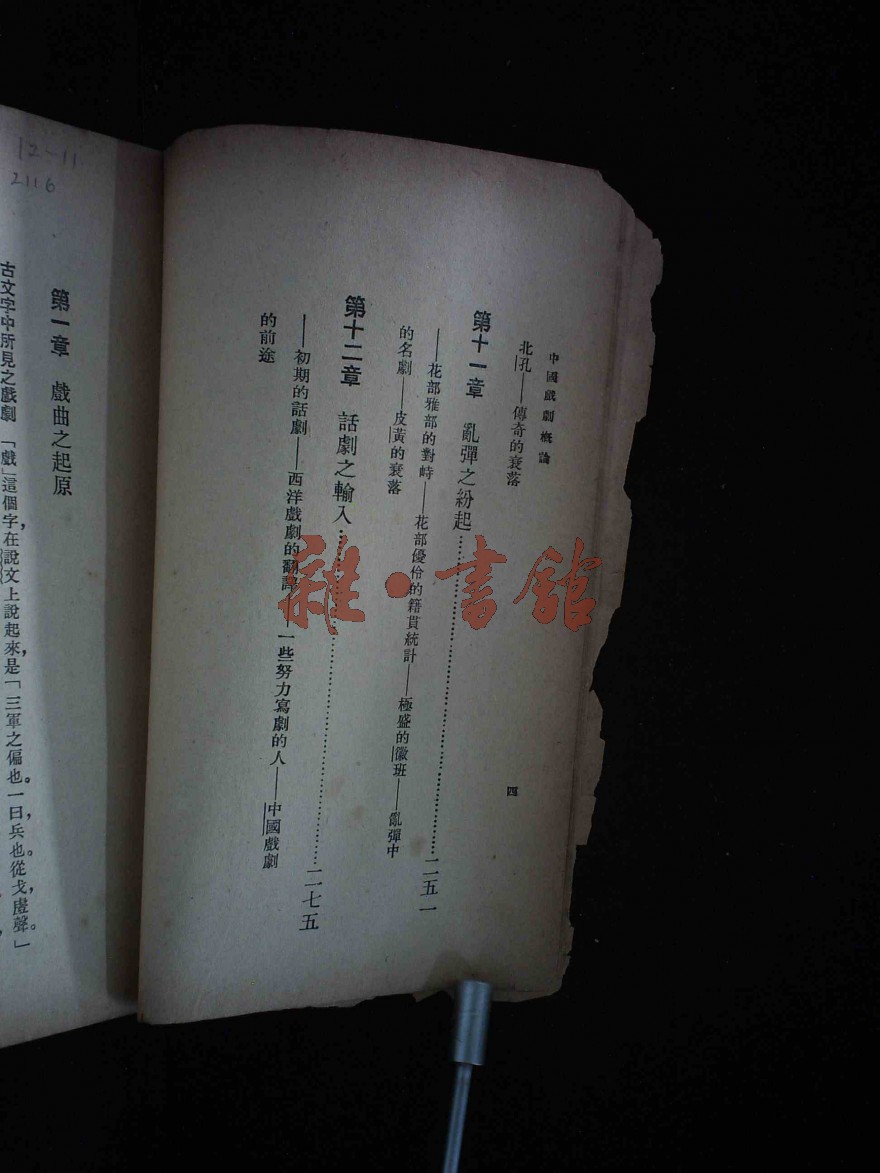 中國戲劇概論
四
北孔——傳奇的衰落
第十一章 亂彈之紛起……二五一
——花部雅部的對峙——花部優伶的籍貫統計——極盛的徽班——亂彈中
的名劇——皮黃的衰落
第十二章 話劇之輸入……二七五
——初期的話劇——西洋戲劇的翻譯——一些努力寫劇的人——中國戲劇
的前途
雜·書館
12-11
2116
第一章 戲曲之起原
古文字中所見之戲劇 「戲」這個字,在說文上說起來,是「三軍之偏也。一曰,兵也。從戈,䖒聲。」